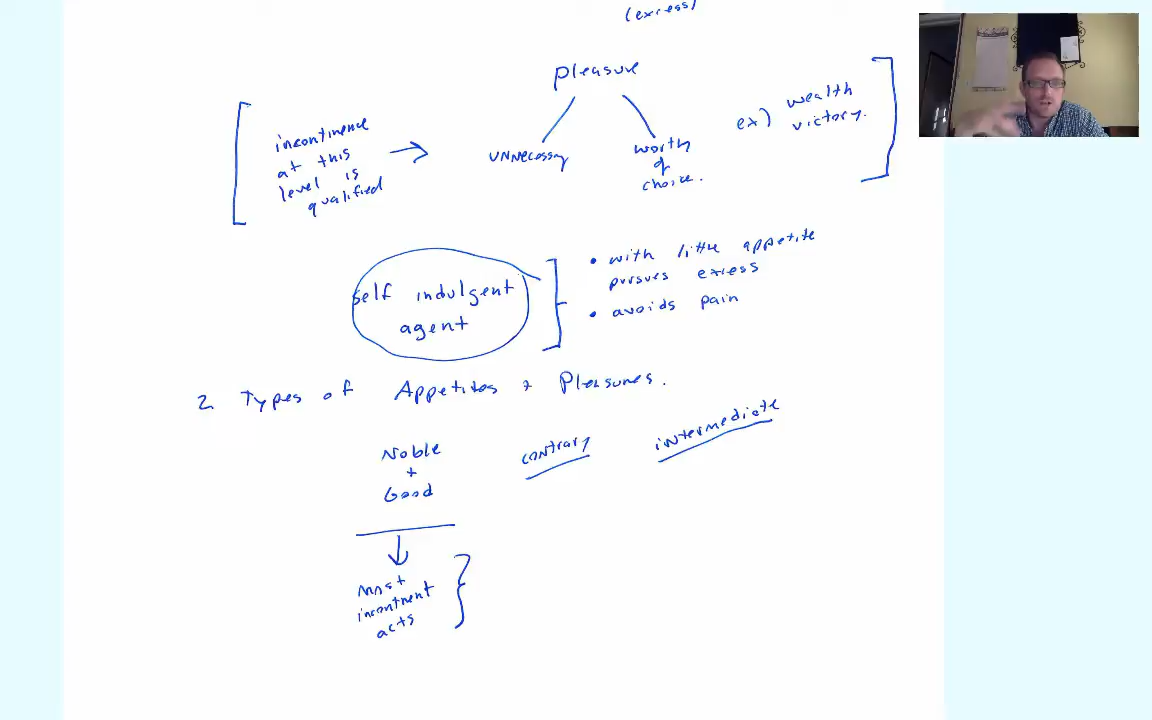 (excess)
pleasure
unnecessary
worth
of
choice.
ex) wealth
victory.
incontinence
at this
level is
qualified
self indulgent
agent
• with little appetite
pursues excess
• avoids pain
2 Types of Appetites + Pleasures.
Noble
+
Good
contrary
intermediate
Most
incontinent
acts